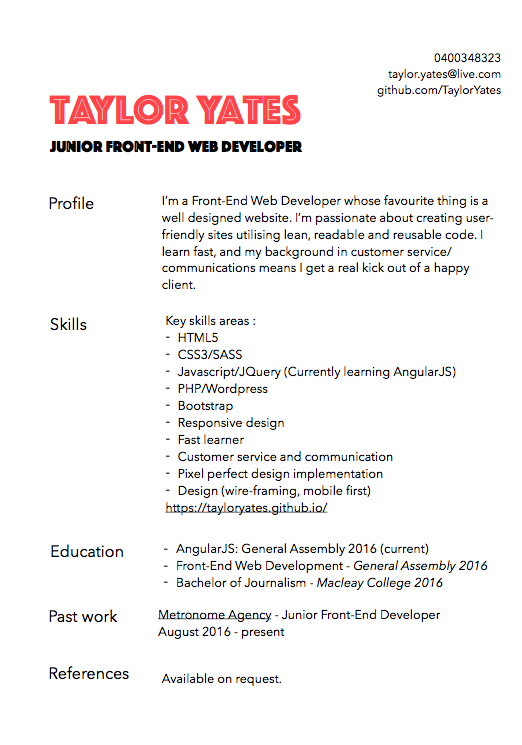 0400348323
taylor.yates@live.com
github.com/TaylorYates
TAYLOR YATES
JUNIOR FRONT-END WEB DEVELOPER
Profile
I'm a Front-End Web Developer whose favourite thing is a
well designed website. I'm passionate about creating user-
friendly sites utilising lean, readable and reusable code. I
learn fast, and my background in customer service/
communications means I get a real kick out of a happy
client.
Skills
Key skills areas :
- HTML5
- CSS3/SASS
- Javascript/JQuery (Currently learning AngularJS)
- PHP/Wordpress
- Bootstrap
- Responsive design
- Fast learner
- Customer service and communication
- Pixel perfect design implementation
- Design (wire-framing, mobile first)
https://tayloryates.github.io/
Education
- AngularJS: General Assembly 2016 (current)
- Front-End Web Development - General Assembly 2016
- Bachelor of Journalism - Macleay College 2016
Past work
Metronome Agency - Junior Front-End Developer
August 2016 - present
References
Available on request.